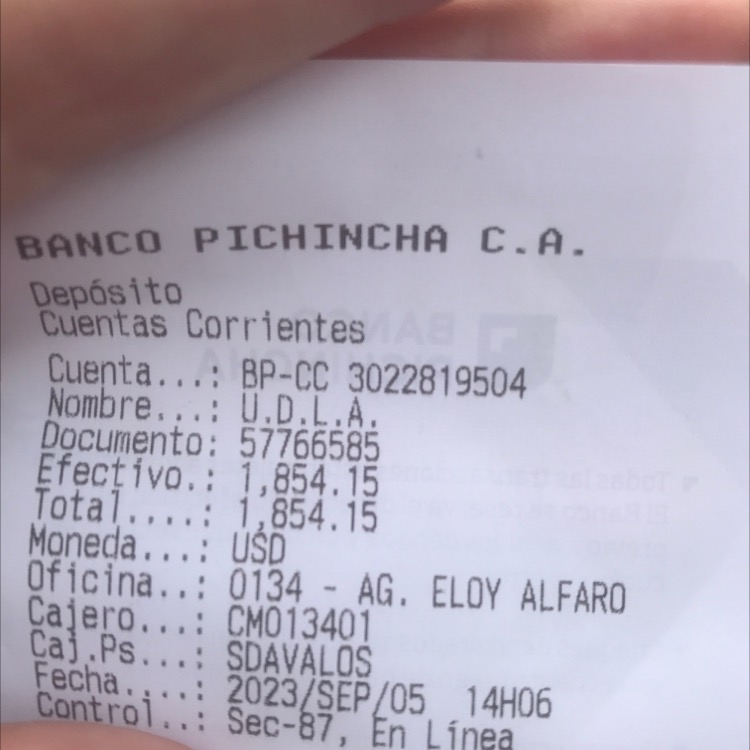 BANCO PICHINCHA C.A.
Depósito
Cuentas Corrientes
Cuenta...: BP-CC 3022819504
Nombre...: U.D.L.A.
Documento: 57766585
Efectivo.: 1,854.15
Total....: 1,854.15
Moneda...: USD
Oficina..: 0134 - AG. ELOY ALFARO
Cajero...: CM013401
Caj.Ps...: SDAVALOS
Fecha....: 2023/SEP/05 14H06
Control..: Sec-87, En Línea